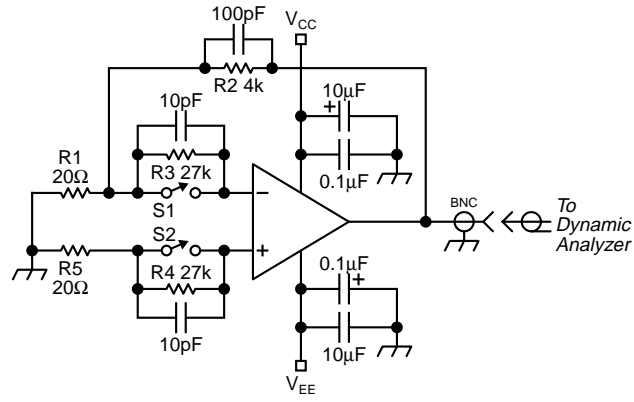 100pF
V_CC
R2 4k
10pF
10μF
+
R1
20Ω
R3 27k
0.1μF
S1
−
BNC
To
Dynamic
Analyzer
S2
+
R5
20Ω
R4 27k
0.1μF
+
10pF
10μF
V_EE